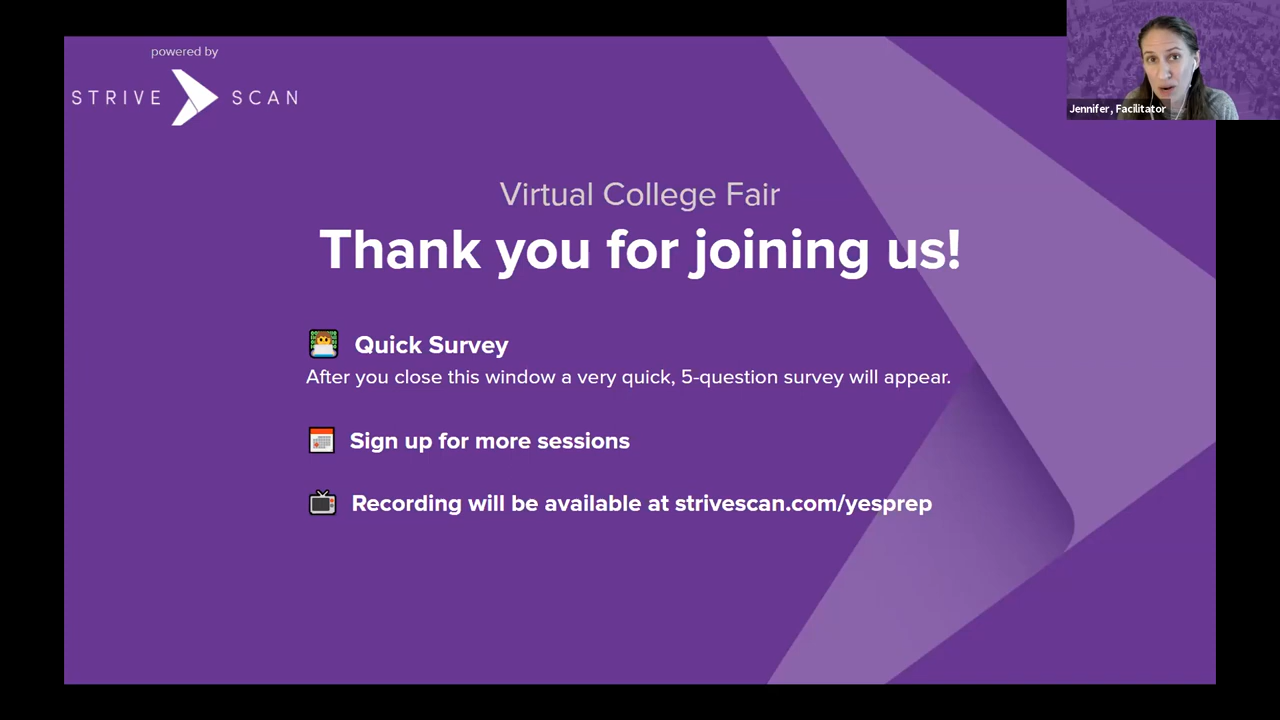 powered by
STRIVE SCAN
Jennifer, Facilitator
Virtual College Fair
Thank you for joining us!
Quick Survey
After you close this window a very quick, 5-question survey will appear.
Sign up for more sessions
Recording will be available at strivescan.com/yesprep